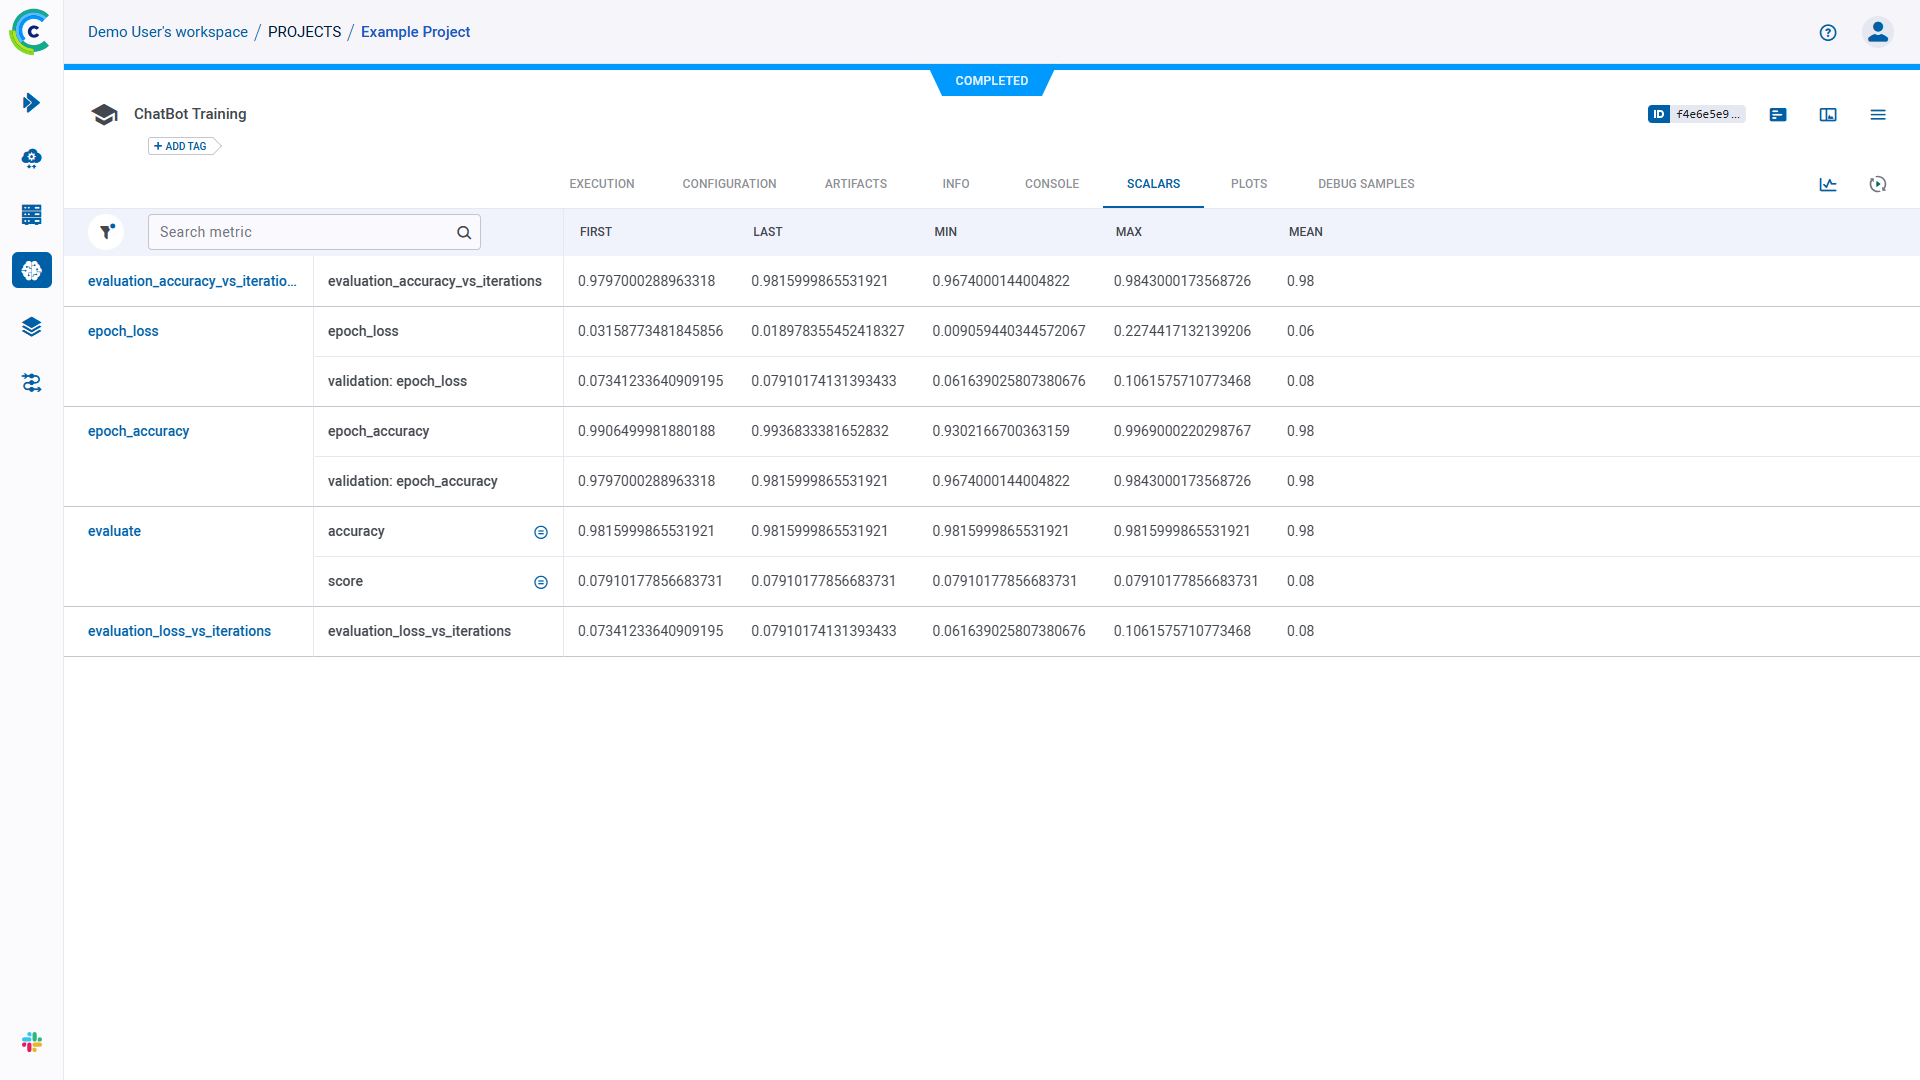 Demo User's workspace / PROJECTS / Example Project
COMPLETED
ChatBot Training
ID f4e6e5e9...
+ ADD TAG
EXECUTION CONFIGURATION ARTIFACTS INFO CONSOLE SCALARS PLOTS DEBUG SAMPLES
Search metric FIRST LAST MIN MAX MEAN
evaluation_accuracy_vs_iteratio... evaluation_accuracy_vs_iterations 0.9797000288963318 0.9815999865531921 0.9674000144004822 0.9843000173568726 0.98
epoch_loss epoch_loss 0.03158773481845856 0.018978355452418327 0.009059440344572067 0.2274417132139206 0.06
validation: epoch_loss 0.07341233640909195 0.07910174131393433 0.061639025807380676 0.1061575710773468 0.08
epoch_accuracy epoch_accuracy 0.9906499981880188 0.9936833381652832 0.9302166700363159 0.9969000220298767 0.98
validation: epoch_accuracy 0.9797000288963318 0.9815999865531921 0.9674000144004822 0.9843000173568726 0.98
evaluate accuracy 0.9815999865531921 0.9815999865531921 0.9815999865531921 0.9815999865531921 0.98
score 0.07910177856683731 0.07910177856683731 0.07910177856683731 0.07910177856683731 0.08
evaluation_loss_vs_iterations evaluation_loss_vs_iterations 0.07341233640909195 0.07910174131393433 0.061639025807380676 0.1061575710773468 0.08